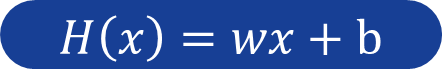 H(x) = wx + b